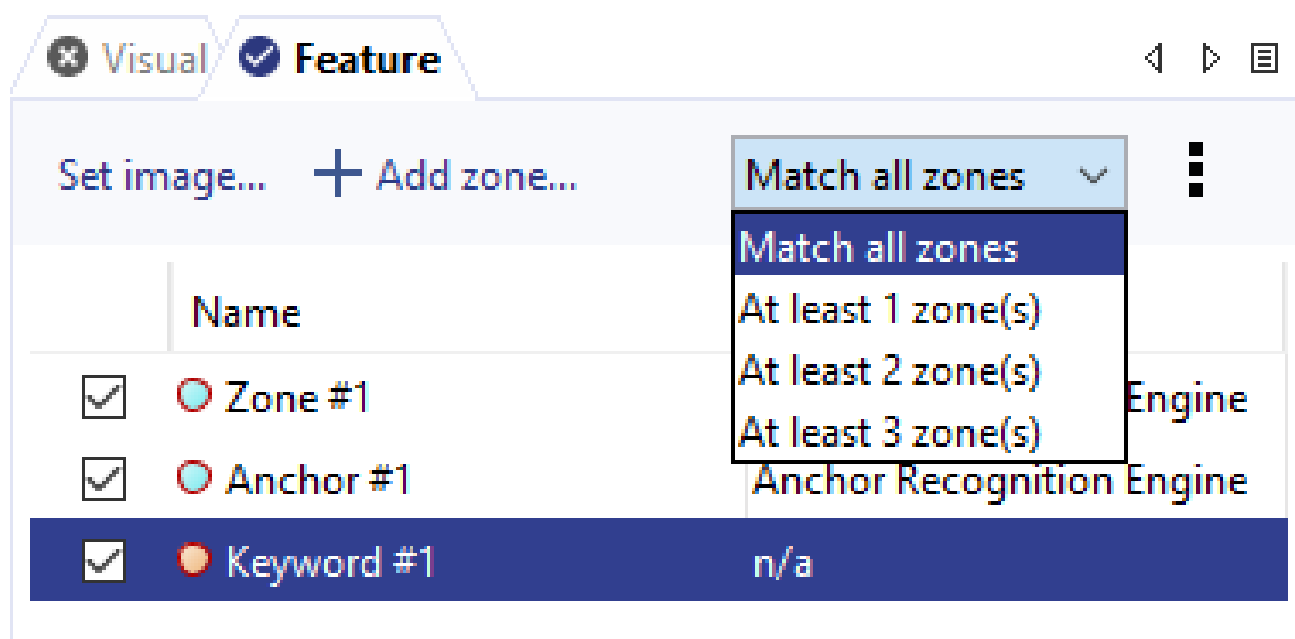 Visual Feature
Set image... + Add zone... Match all zones
Match all zones
Name
At least 1 zone(s)
At least 2 zone(s)
Zone #1 Engine
At least 3 zone(s)
Anchor #1 Anchor Recognition Engine
Keyword #1 n/a